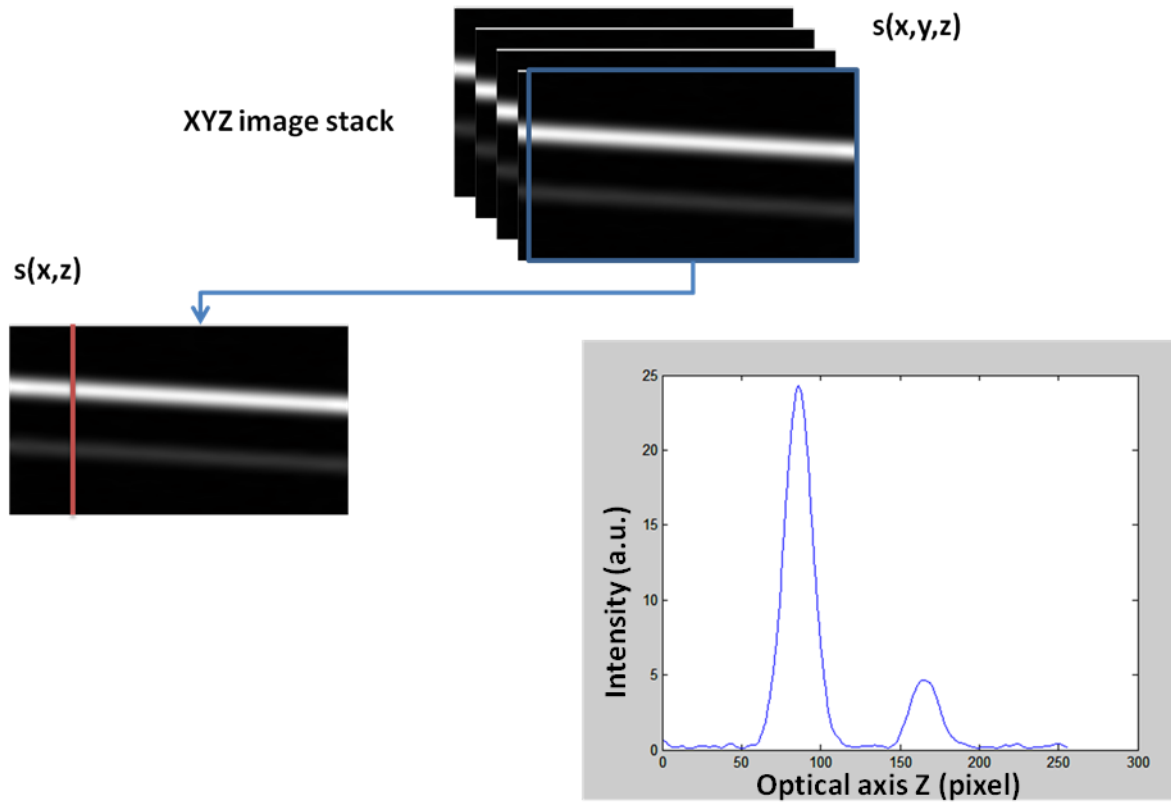 s(x,y,z)
XYZ image stack
s(x,z)
25
20
15
10
5
0
Intensity (a.u.)
0 50 100 150 200 250 300
Optical axis Z (pixel)